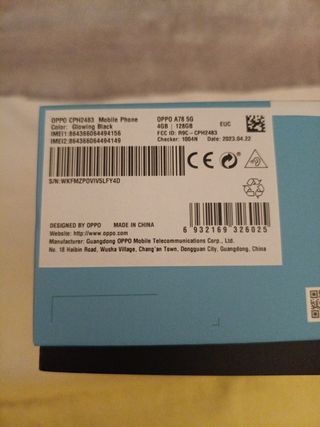 OPPO CPH2483 Mobile Phone
Color: Glowing Black
IMEI1:864366064494156
IMEI2:864366064494149
OPPO A78 5G
4GB | 128GB
EUC
FCC ID: R9C-CPH2483
Checker: 1004N Date: 2023.04.22
S/N:WKFMZPOVIV5LFY4D
DESIGNED BY OPPO MADE IN CHINA
Website: http://www.oppo.com
6 932169 326025
Manufacturer: Guangdong OPPO Mobile Telecommunications Corp., Ltd.
No. 18 Haibin Road, Wusha Village, Chang'an Town, Dongguan City, Guangdong, China